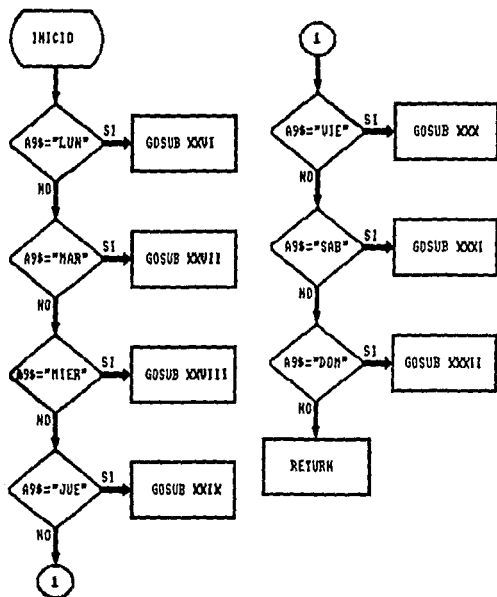 INICIO
A9$="LUN"
SI
GOSUB XXVI
NO
A9$="MAR"
SI
GOSUB XXVII
NO
A9$="MIER"
SI
GOSUB XXVIII
NO
A9$="JUE"
SI
GOSUB XXIX
NO
1
1
A9$="VIE"
SI
GOSUB XXX
NO
A9$="SAB"
SI
GOSUB XXXI
NO
A9$="DOM"
SI
GOSUB XXXII
NO
RETURN